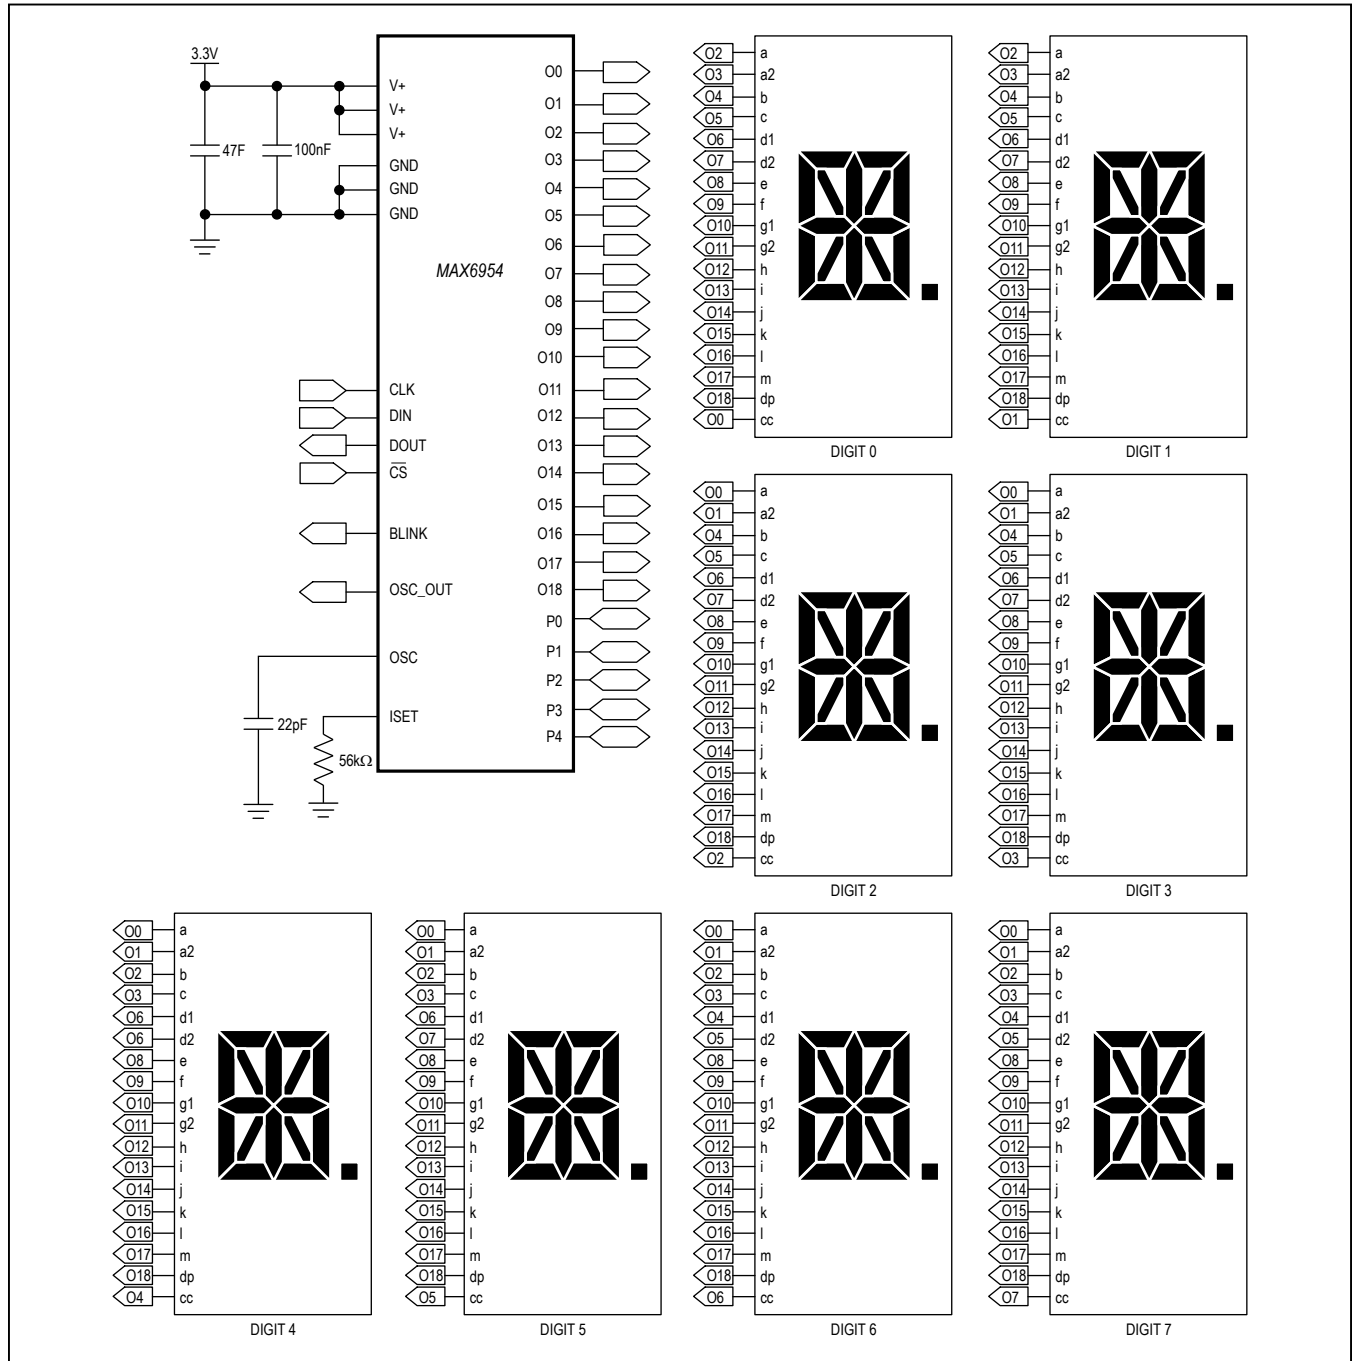 3.3V
47F
100nF
V+
V+
V+
GND
GND
GND
MAX6954
CLK
DIN
DOUT
CS
BLINK
OSC_OUT
OSC
ISET
22pF
56kΩ
O0
O1
O2
O3
O4
O5
O6
O7
O8
O9
O10
O11
O12
O13
O14
O15
O16
O17
O18
P0
P1
P2
P3
P4
O2 a
O3 a2
O4 b
O5 c
O6 d1
O7 d2
O8 e
O9 f
O10 g1
O11 g2
O12 h
O13 i
O14 j
O15 k
O16 l
O17 m
O18 dp
O0 cc
DIGIT 0
O2 a
O3 a2
O4 b
O5 c
O6 d1
O7 d2
O8 e
O9 f
O10 g1
O11 g2
O12 h
O13 i
O14 j
O15 k
O16 l
O17 m
O18 dp
O1 cc
DIGIT 1
O0 a
O1 a2
O4 b
O5 c
O6 d1
O7 d2
O8 e
O9 f
O10 g1
O11 g2
O12 h
O13 i
O14 j
O15 k
O16 l
O17 m
O18 dp
O2 cc
DIGIT 2
O0 a
O1 a2
O4 b
O5 c
O6 d1
O7 d2
O8 e
O9 f
O10 g1
O11 g2
O12 h
O13 i
O14 j
O15 k
O16 l
O17 m
O18 dp
O3 cc
DIGIT 3
O0 a
O1 a2
O2 b
O3 c
O6 d1
O6 d2
O8 e
O9 f
O10 g1
O11 g2
O12 h
O13 i
O14 j
O15 k
O16 l
O17 m
O18 dp
O4 cc
DIGIT 4
O0 a
O1 a2
O2 b
O3 c
O6 d1
O7 d2
O8 e
O9 f
O10 g1
O11 g2
O12 h
O13 i
O14 j
O15 k
O16 l
O17 m
O18 dp
O5 cc
DIGIT 5
O0 a
O1 a2
O2 b
O3 c
O4 d1
O5 d2
O8 e
O9 f
O10 g1
O11 g2
O12 h
O13 i
O14 j
O15 k
O16 l
O17 m
O18 dp
O6 cc
DIGIT 6
O0 a
O1 a2
O2 b
O3 c
O4 d1
O5 d2
O8 e
O9 f
O10 g1
O11 g2
O12 h
O13 i
O14 j
O15 k
O16 l
O17 m
O18 dp
O7 cc
DIGIT 7